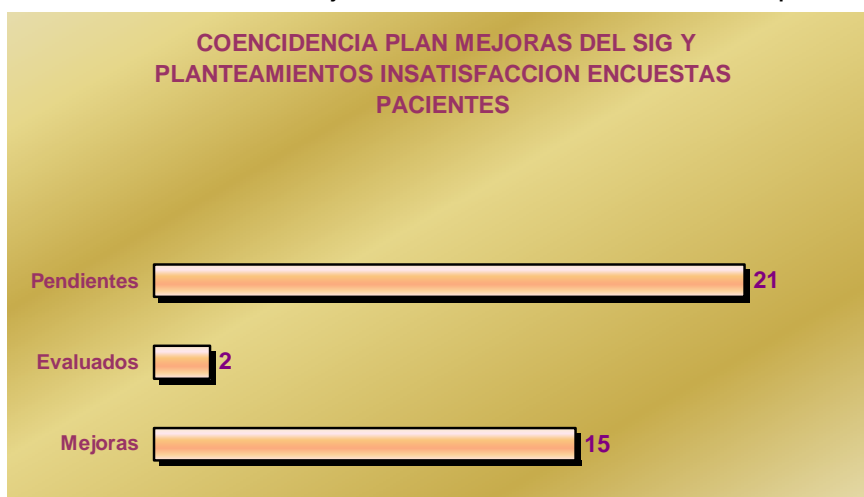 COENCIDENCIA PLAN MEJORAS DEL SIG Y
PLANTEAMIENTOS INSATISFACCION ENCUESTAS
PACIENTES
Pendientes 21
Evaluados 2
Mejoras 15